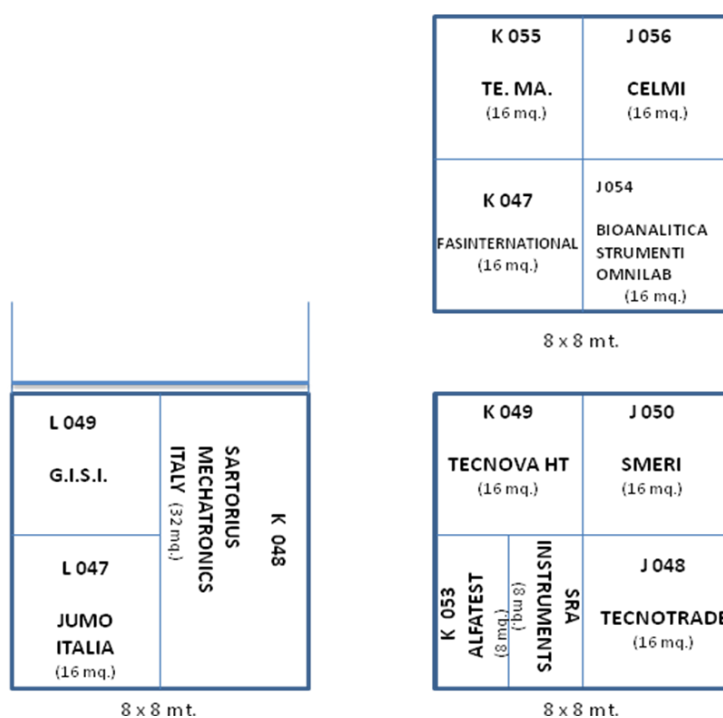 K 055
TE. MA.
(16 mq.)
J 056
CELMI
(16 mq.)
K 047
FASINTERNATIONAL
(16 mq.)
J 054
BIOANALITICA
STRUMENTI
OMNILAB
(16 mq.)
8 x 8 mt.
L 049
G.I.S.I.
L 047
JUMO
ITALIA
(16 mq.)
K 048
SARTORIUS
MECHATRONICS
ITALY (32 mq.)
8 x 8 mt.
K 049
TECNOVA HT
(16 mq.)
J 050
SMERI
(16 mq.)
K 053
ALFATEST
(8 mq.)
SRA
INSTRUMENTS
(8 mq.)
J 048
TECNOTRADE
(16 mq.)
8 x 8 mt.